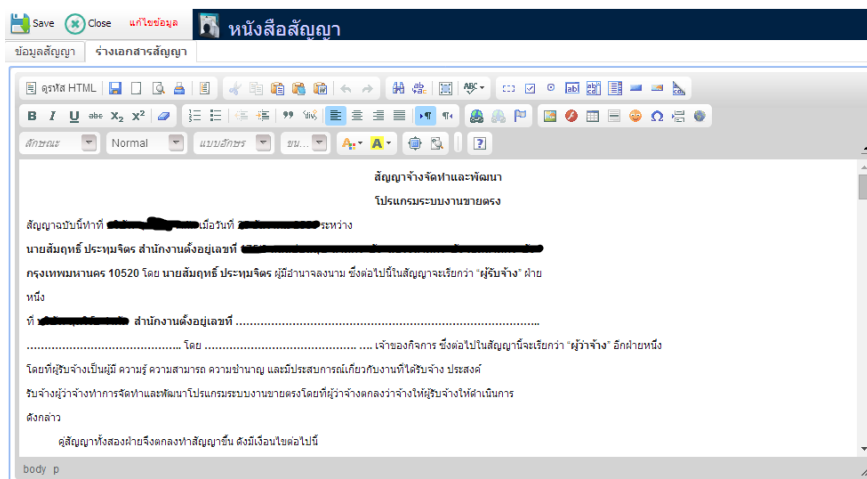 Save Close แก้ไขข้อมูล หนังสือสัญญา
ข้อมูลสัญญา ร่างเอกสารสัญญา
ดูรหัส HTML
ลักษณะ Normal แบบอักษร ขน...
สัญญาจ้างจัดทำและพัฒนา
โปรแกรมระบบงานขายตรง
สัญญาฉบับนี้ทำที่ เมื่อวันที่ ระหว่าง
นายสัมฤทธิ์ ประทุมจิตร สำนักงานตั้งอยู่เลขที่
กรุงเทพมหานคร 10520 โดย นายสัมฤทธิ์ ประทุมจิตร ผู้มีอำนาจลงนาม ซึ่งต่อไปนี้ในสัญญาจะเรียกว่า “ผู้รับจ้าง” ฝ่าย
หนึ่ง
ที่ สำนักงานตั้งอยู่เลขที่ ...........................................................................................
............................................ โดย ............................................... .... เจ้าของกิจการ ซึ่งต่อไปในสัญญานี้จะเรียกว่า “ผู้ว่าจ้าง” อีกฝ่ายหนึ่ง
โดยที่ผู้รับจ้างเป็นผู้มี ความรู้ ความสามารถ ความชำนาญ และมีประสบการณ์เกี่ยวกับงานที่ได้รับจ้าง ประสงค์
รับจ้างผู้ว่าจ้างทำการจัดทำและพัฒนาโปรแกรมระบบงานขายตรงโดยที่ผู้ว่าจ้างตกลงว่าจ้างให้ผู้รับจ้างให้ดำเนินการ
ดังกล่าว
คู่สัญญาทั้งสองฝ่ายจึงตกลงทำสัญญาขึ้น ดังมีเงื่อนไขต่อไปนี้
body p